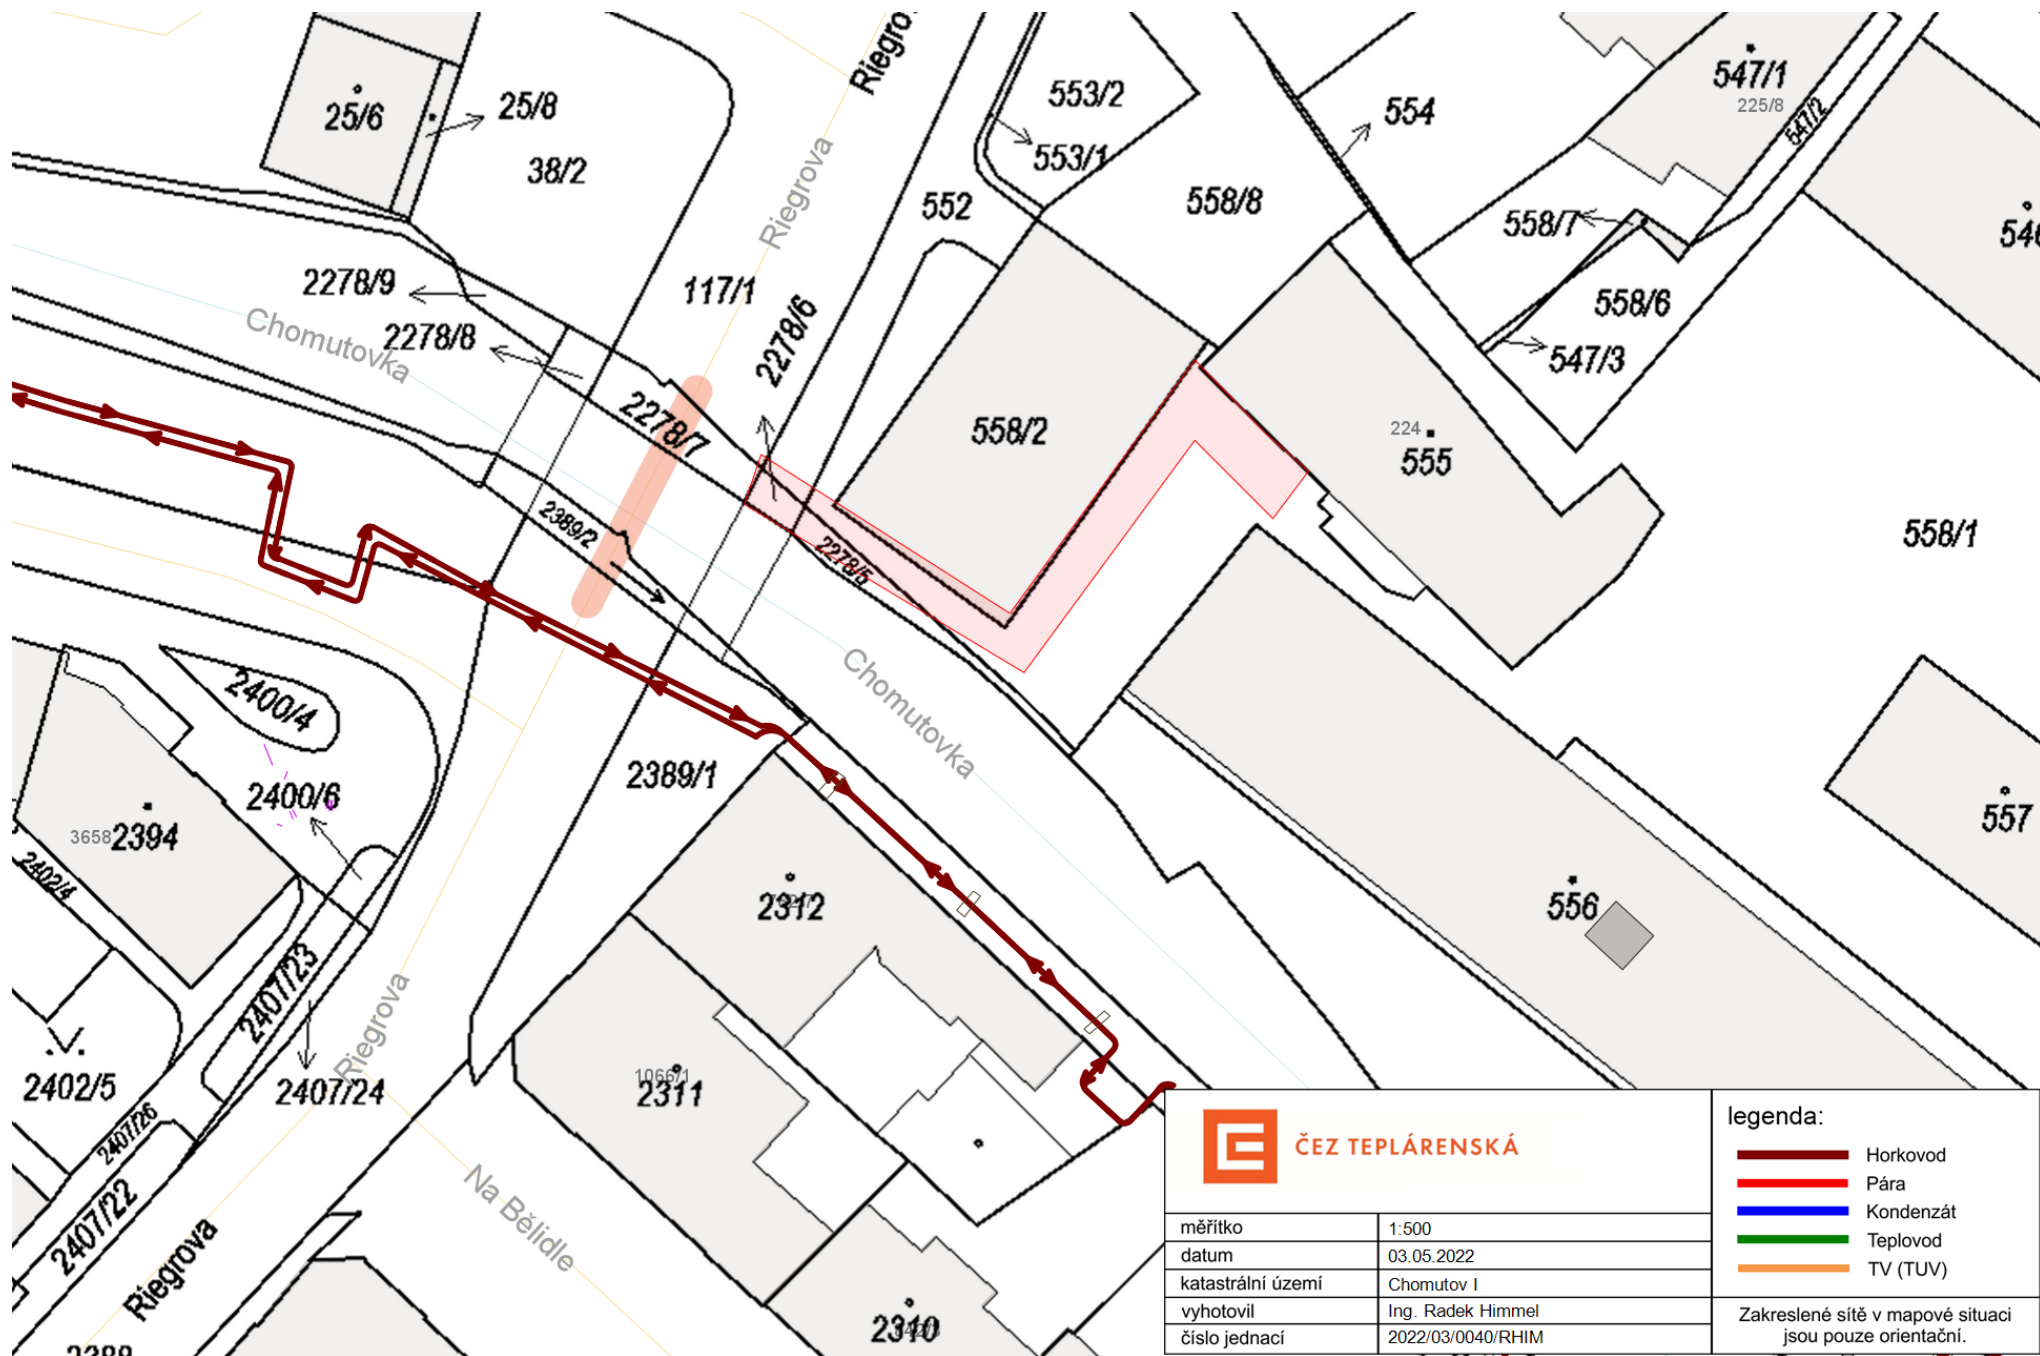 Riegro
547/1
225/8
553/2
25/6
25/8
554
547/2
553/1
38/2
Riegrova
552
558/8
558/7
546
2278/9
117/1
558/6
Chomutovka
2278/8
2278/6
547/3
2278/7
558/2
224
555
2389/2
558/1
2278/5
2400/4
Chomutovka
2389/1
2400/6
3658
2394
557
2402/4
2312
556
2407/23
Riegrova
1066/1
2402/5
2407/24
2311
2407/26
Na Bělidle
2407/22
Riegrova
2310
2389
ČEZ TEPLÁRENSKÁ
měřítko 1:500
datum 03.05.2022
katastrální území Chomutov I
vyhotovil Ing. Radek Himmel
číslo jednací 2022/03/0040/RHIM
legenda:
Horkovod
Pára
Kondenzát
Teplovod
TV (TUV)
Zakreslené sítě v mapové situaci
jsou pouze orientační.